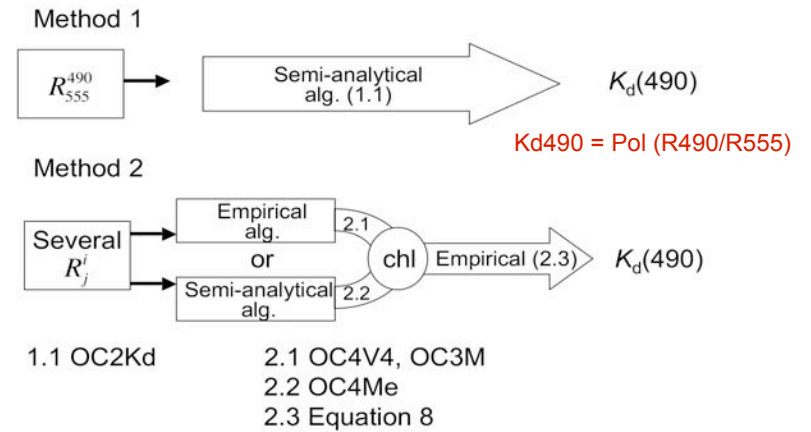 Method 1
R490555
Semi-analytical
alg. (1.1)
Kd(490)
Kd490 = Pol (R490/R555)
Method 2
Several
Rij
Empirical
alg.
or
Semi-analytical
alg.
2.1
2.2
chl
Empirical (2.3)
Kd(490)
1.1 OC2Kd
2.1 OC4V4, OC3M
2.2 OC4Me
2.3 Equation 8